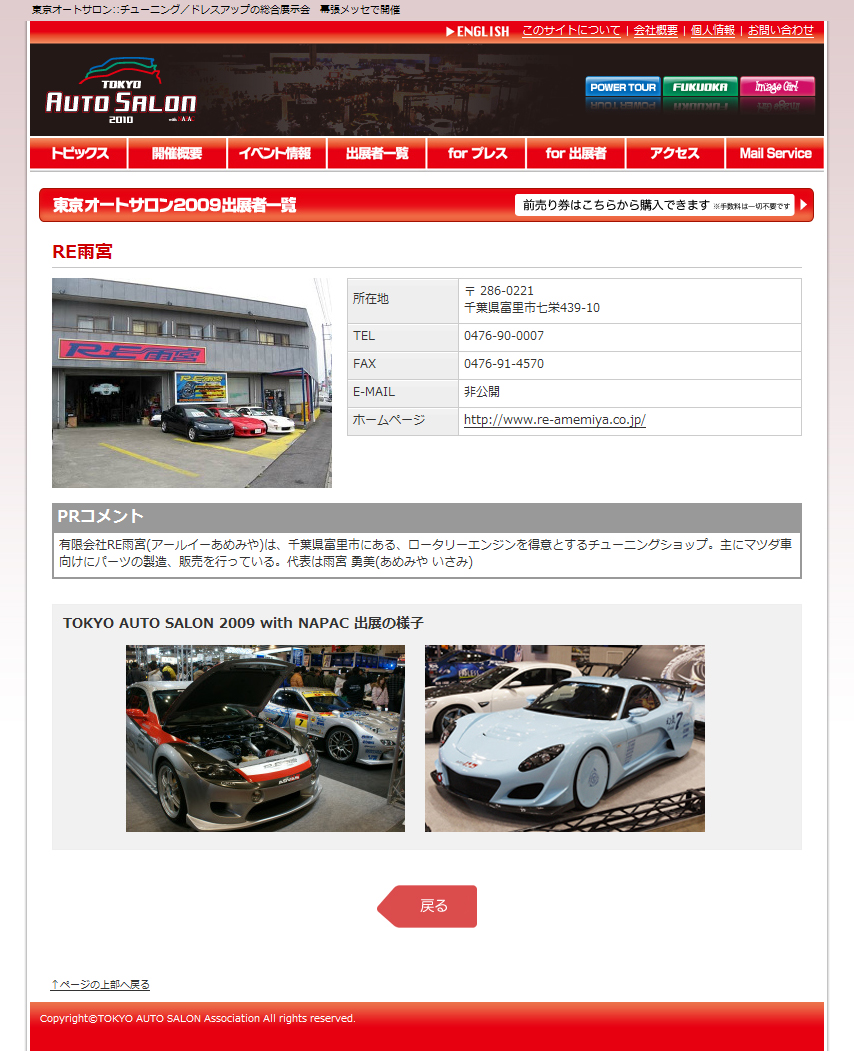 東京オートサロン::チューニング／ドレスアップの総合展示会　幕張メッセで開催
▶ENGLISH このサイトについて | 会社概要 | 個人情報 | お問い合わせ
TOKYO
AUTO SALON
2010
POWER TOUR FUKUOKA Image Girl
トピックス 開催概要 イベント情報 出展者一覧 for プレス for 出展者 アクセス Mail Service
東京オートサロン2009出展者一覧 前売り券はこちらから購入できます ※手数料は一切不要です
RE雨宮
R·E雨宮
所在地 〒 286-0221
千葉県富里市七栄439-10
TEL 0476-90-0007
FAX 0476-91-4570
E-MAIL 非公開
ホームページ http://www.re-amemiya.co.jp/
PRコメント
有限会社RE雨宮(アールイーあめみや)は、千葉県富里市にある、ロータリーエンジンを得意とするチューニングショップ。主にマツダ車
向けにパーツの製造、販売を行っている。代表は雨宮 勇美(あめみや いさみ)
TOKYO AUTO SALON 2009 with NAPAC 出展の様子
7
7
戻る
↑ページの上部へ戻る
Copyright©TOKYO AUTO SALON Association All rights reserved.